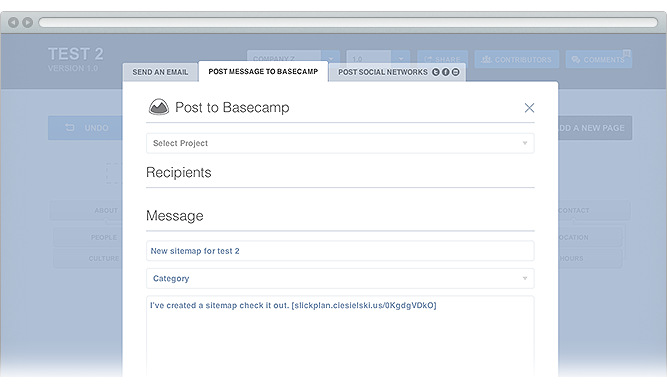 TEST 2
VERSION 1.0
COMPANY 7
1.0
SHARE
CONTRIBUTORS
COMMENTS
SEND AN EMAIL
POST MESSAGE TO BASECAMP
POST SOCIAL NETWORKS
Post to Basecamp
Select Project
UNDO
ADD A NEW PAGE
Recipients
ABOUT
CONTACT
Message
PEOPLE
LOCATION
New sitemap for test 2
CULTURE
HOURS
Category
I've created a sitemap check it out. [slickplan.ciesielski.us/0KgdgVDkO]